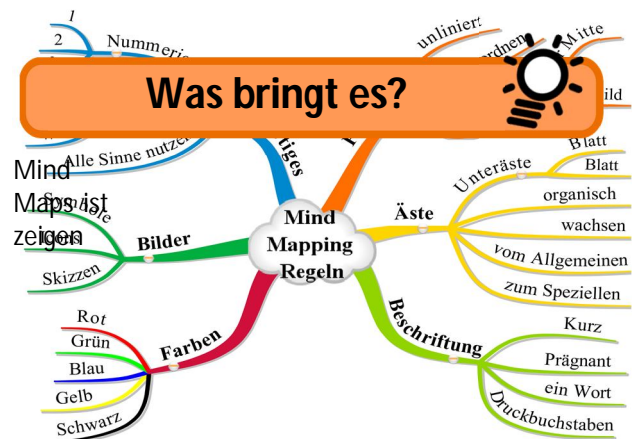 Was bringt es?
Mind
Maps ist
zeigen
Mind
Mapping
Regeln
1
2
Alle Sinne nutzen
Bilder
Skizzen
Farben
Rot
Grün
Blau
Gelb
Schwarz
unliniert
Mitte
Äste
Unteräste
Blatt
Blatt
organisch
wachsen
vom Allgemeinen
zum Speziellen
Beschriftung
Kurz
Prägnant
ein Wort
Druckbuchstaben